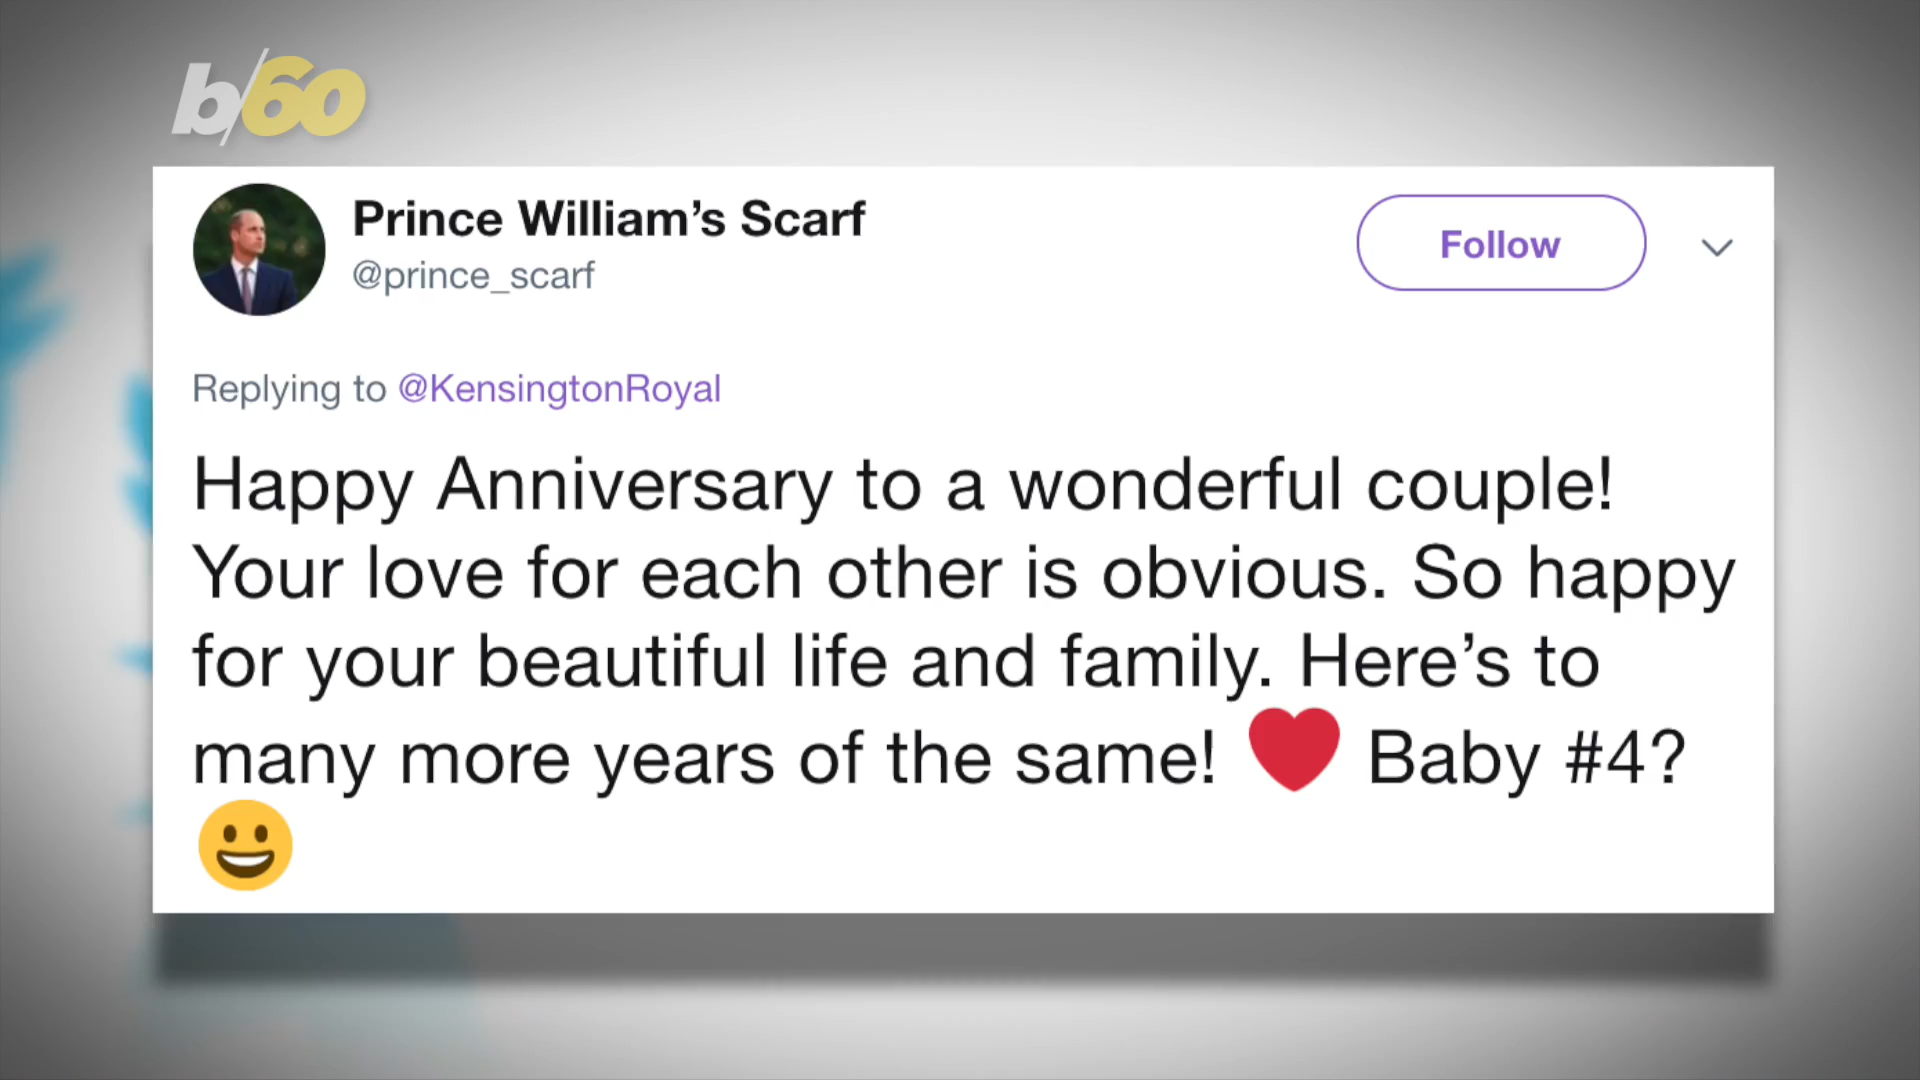 b/60
Prince William’s Scarf
@prince_scarf
Follow
Replying to @KensingtonRoyal
Happy Anniversary to a wonderful couple!
Your love for each other is obvious. So happy
for your beautiful life and family. Here’s to
many more years of the same! ❤️ Baby #4?
😀